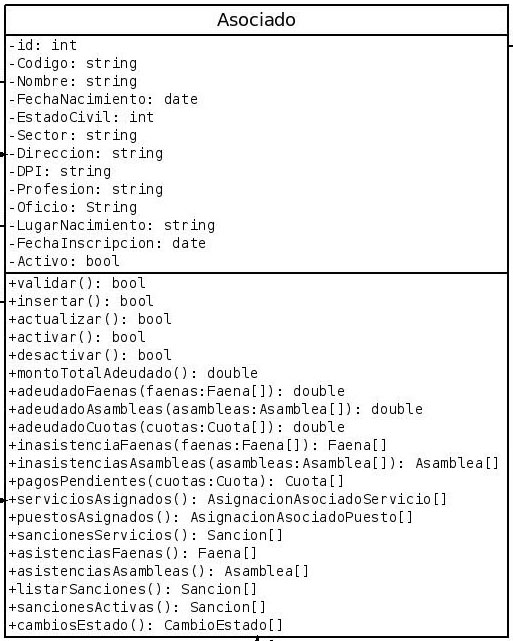 Asociado
-id: int
-Codigo: string
-Nombre: string
-FechaNacimiento: date
-EstadoCivil: int
-Sector: string
-Direccion: string
-DPI: string
-Profesion: string
-Oficio: String
-LugarNacimiento: string
-FechaInscripcion: date
-Activo: bool
+validar(): bool
+insertar(): bool
+actualizar(): bool
+activar(): bool
+desactivar(): bool
+montoTotalAdeudado(): double
+adeudadoFaenas(faenas:Faena[]): double
+adeudadoAsambleas(asambleas:Asamblea[]): double
+adeudadoCuotas(cuotas:Cuota[]): double
+inasistenciaFaenas(faenas:Faena[]): Faena[]
+inasistenciasAsambleas(asambleas:Asamblea[]): Asamblea[]
+pagosPendientes(cuotas:Cuota): Cuota[]
+serviciosAsignados(): AsignacionAsociadoServicio[]
+puestosAsignados(): AsignacionAsociadoPuesto[]
+sancionesServicios(): Sancion[]
+asistenciasFaenas(): Faena[]
+asistenciasAsambleas(): Asamblea[]
+listarSanciones(): Sancion[]
+sancionesActivas(): Sancion[]
+cambiosEstado(): CambioEstado[]